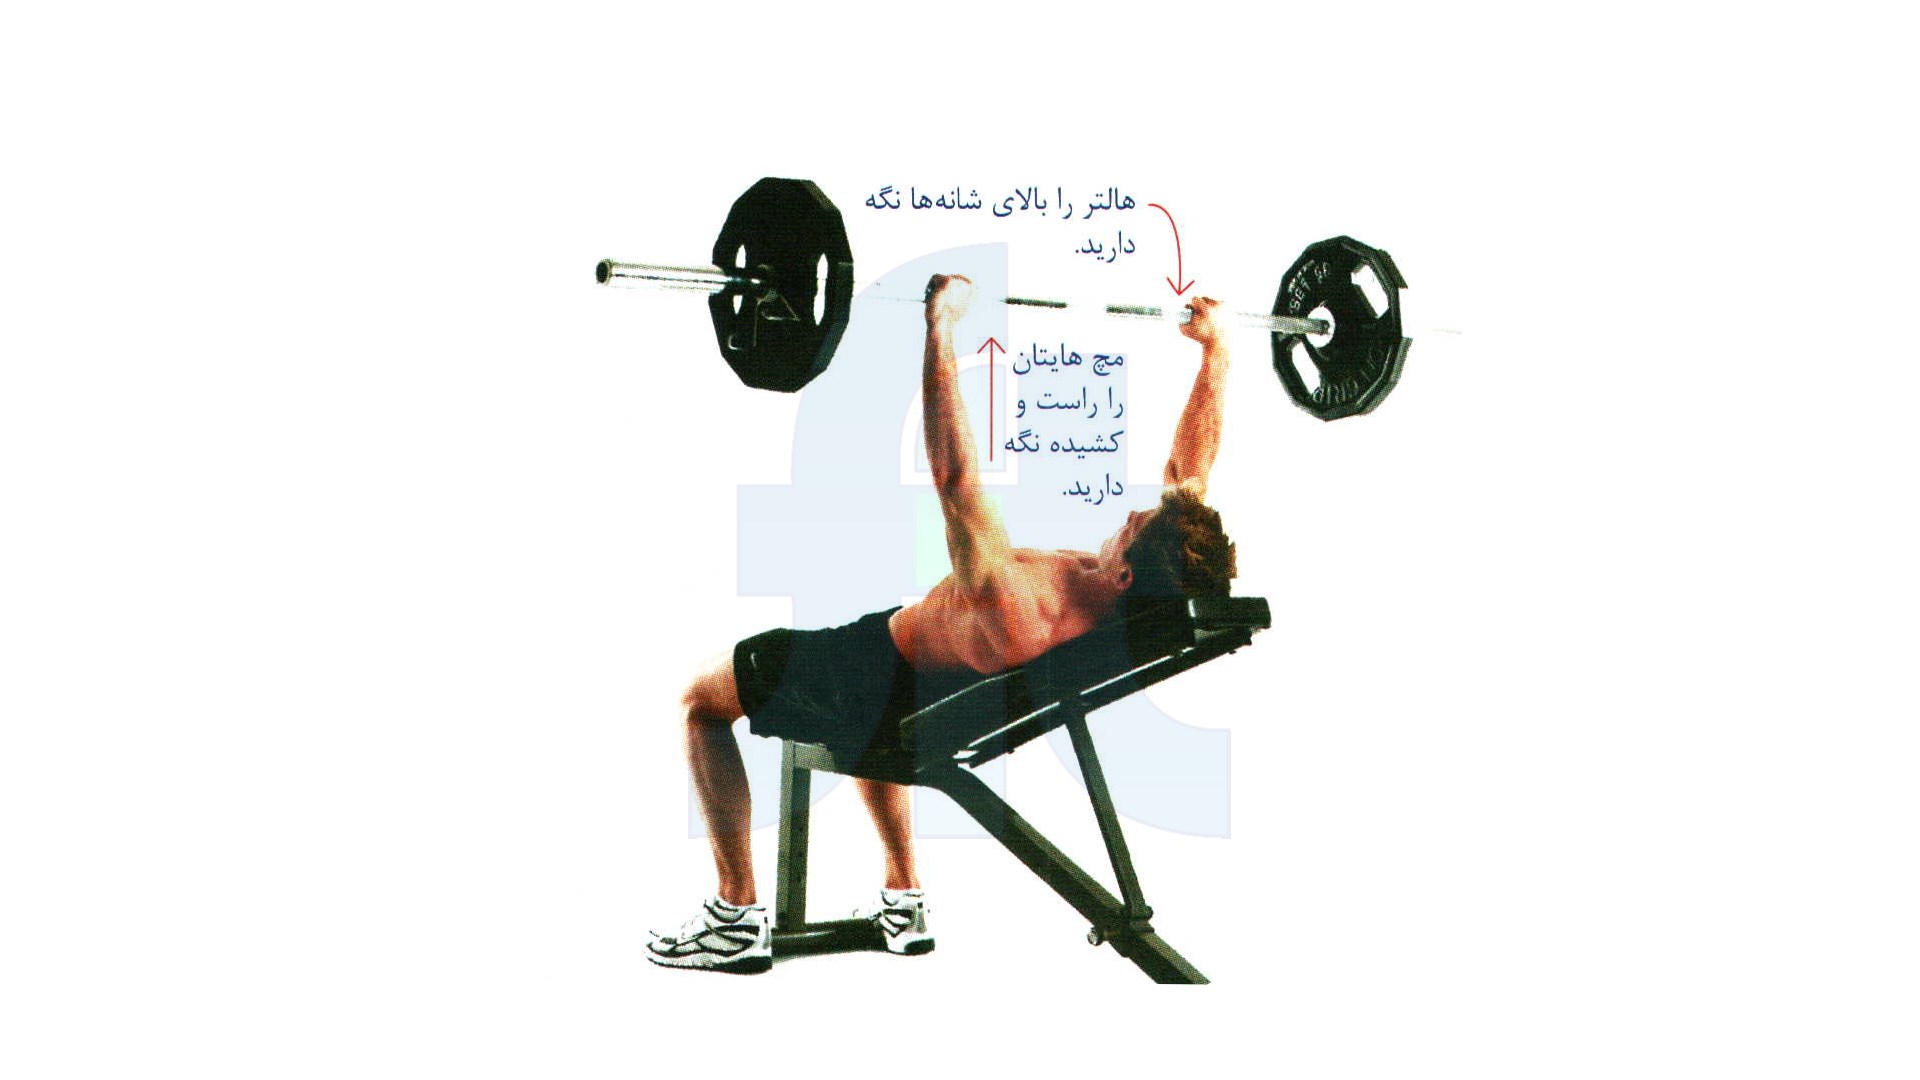 هالتر را بالای شانه‌ها نگه
دارید.
مچ هایتان
را راست و
کشیده نگه
دارید.